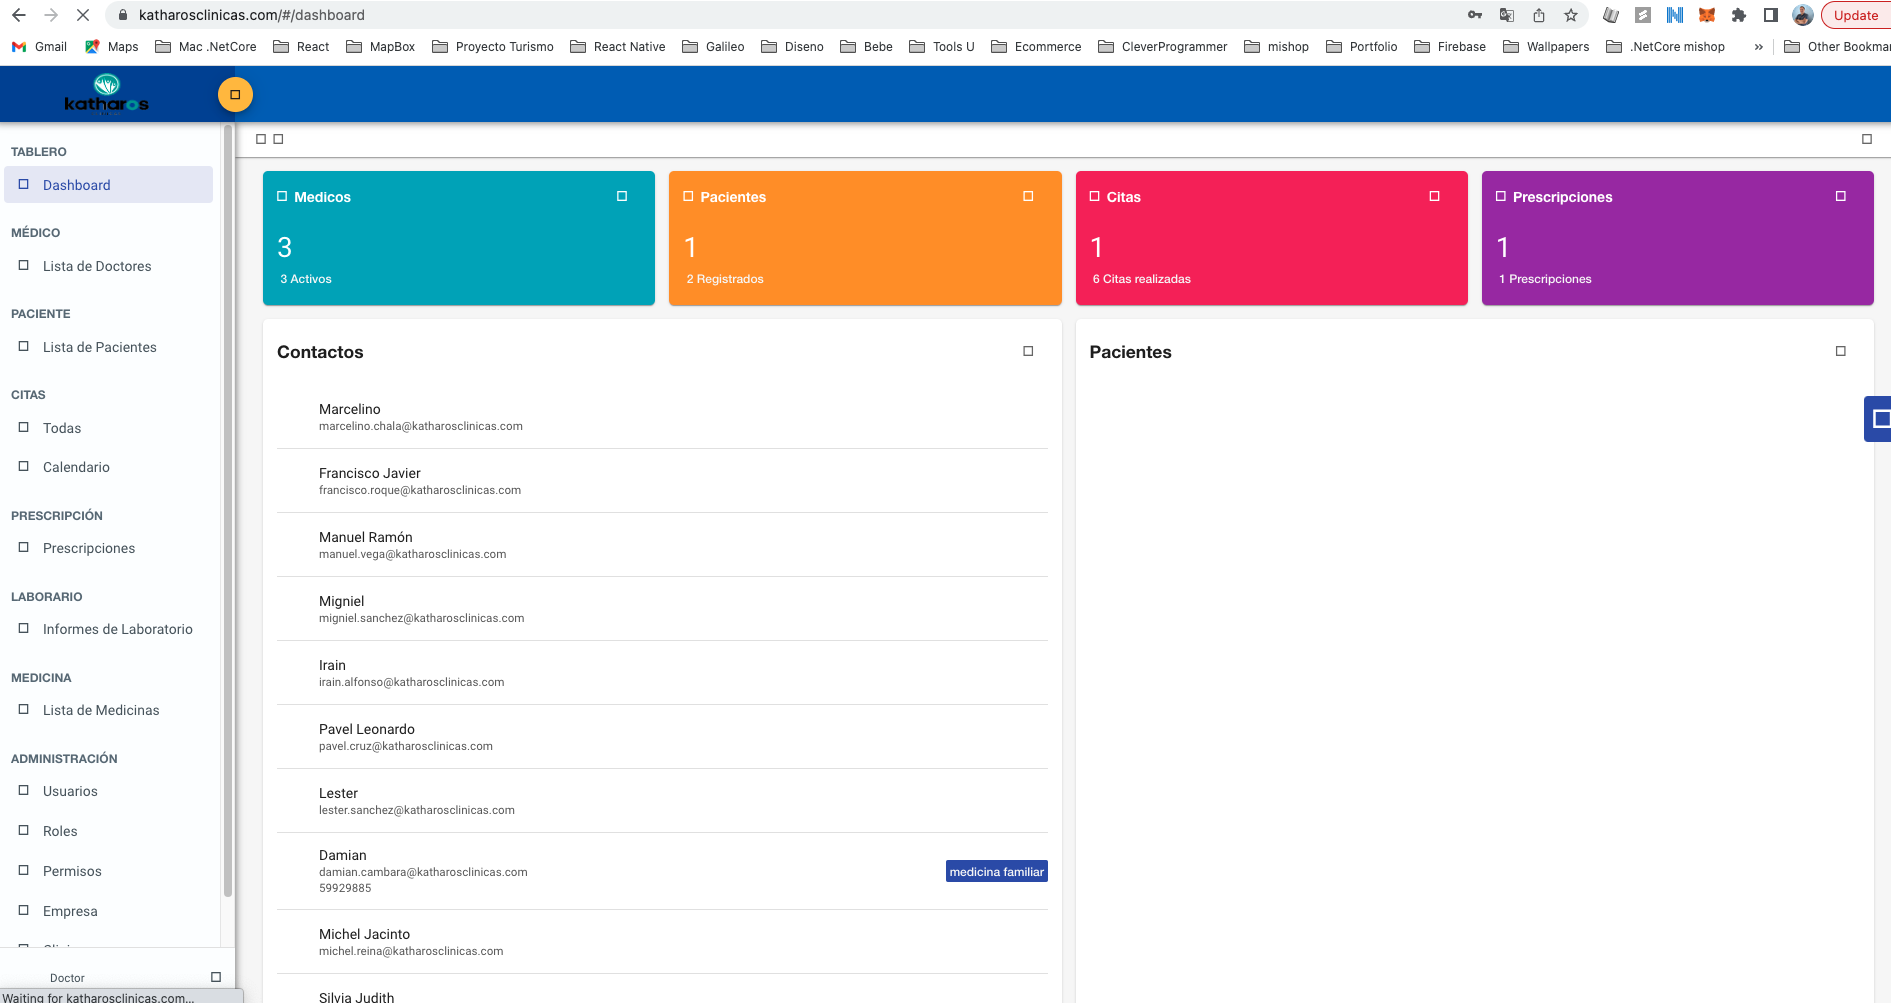 katharosclinicas.com/#/dashboard
Update
Gmail Maps Mac .NetCore React MapBox Proyecto Turismo React Native Galileo Diseno Bebe Tools U Ecommerce CleverProgrammer mishop Portfolio Firebase Wallpapers .NetCore mishop » Other Bookmar
katharos
TABLERO
Dashboard
MÉDICO
Lista de Doctores
PACIENTE
Lista de Pacientes
CITAS
Todas
Calendario
PRESCRIPCIÓN
Prescripciones
LABORARIO
Informes de Laboratorio
MEDICINA
Lista de Medicinas
ADMINISTRACIÓN
Usuarios
Roles
Permisos
Empresa
Doctor
Waiting for katharosclinicas.com...
Medicos
3
3 Activos
Pacientes
1
2 Registrados
Citas
1
6 Citas realizadas
Prescripciones
1
1 Prescripciones
Contactos
Marcelino
marcelino.chala@katharosclinicas.com
Francisco Javier
francisco.roque@katharosclinicas.com
Manuel Ramón
manuel.vega@katharosclinicas.com
Migniel
migniel.sanchez@katharosclinicas.com
Irain
irain.alfonso@katharosclinicas.com
Pavel Leonardo
pavel.cruz@katharosclinicas.com
Lester
lester.sanchez@katharosclinicas.com
Damian
damian.cambara@katharosclinicas.com
59929885
medicina familiar
Michel Jacinto
michel.reina@katharosclinicas.com
Silvia Judith
Pacientes